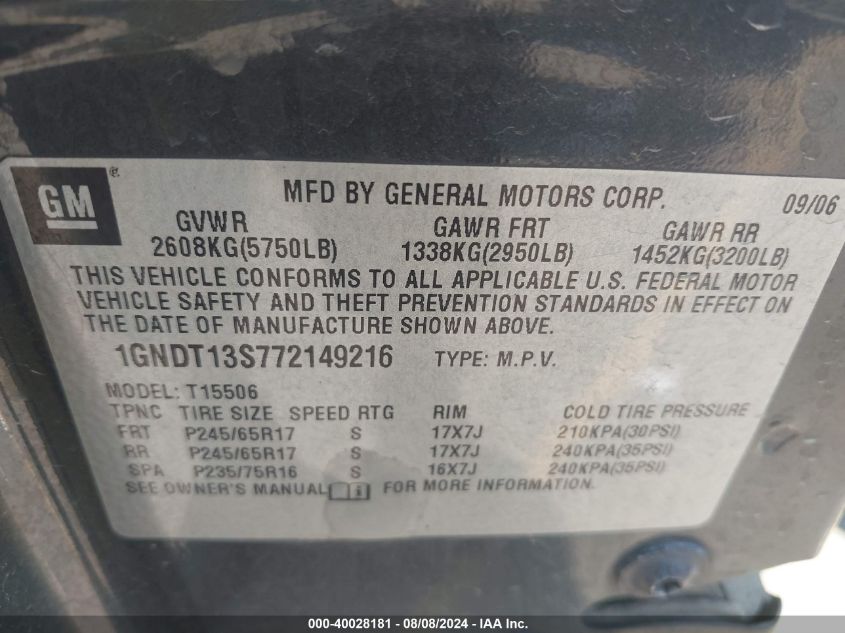 GM®
MFD BY GENERAL MOTORS CORP. 09/06
GVWR GAWR FRT GAWR RR
2608KG(5750LB) 1338KG(2950LB) 1452KG(3200LB)
THIS VEHICLE CONFORMS TO ALL APPLICABLE U.S. FEDERAL MOTOR
VEHICLE SAFETY AND THEFT PREVENTION STANDARDS IN EFFECT ON
THE DATE OF MANUFACTURE SHOWN ABOVE.
1GNDT13S772149216 TYPE: M.P.V.
MODEL: T15506
TPNC TIRE SIZE SPEED RTG RIM COLD TIRE PRESSURE
FRT P245/65R17 S 17X7J 210KPA(30PSI)
RR P245/65R17 S 17X7J 240KPA(35PSI)
SPA P235/75R16 S 16X7J 240KPA(35PSI)
SEE OWNER'S MANUAL i FOR MORE INFORMATION.
000-40028181 - 08/08/2024 - IAA Inc.